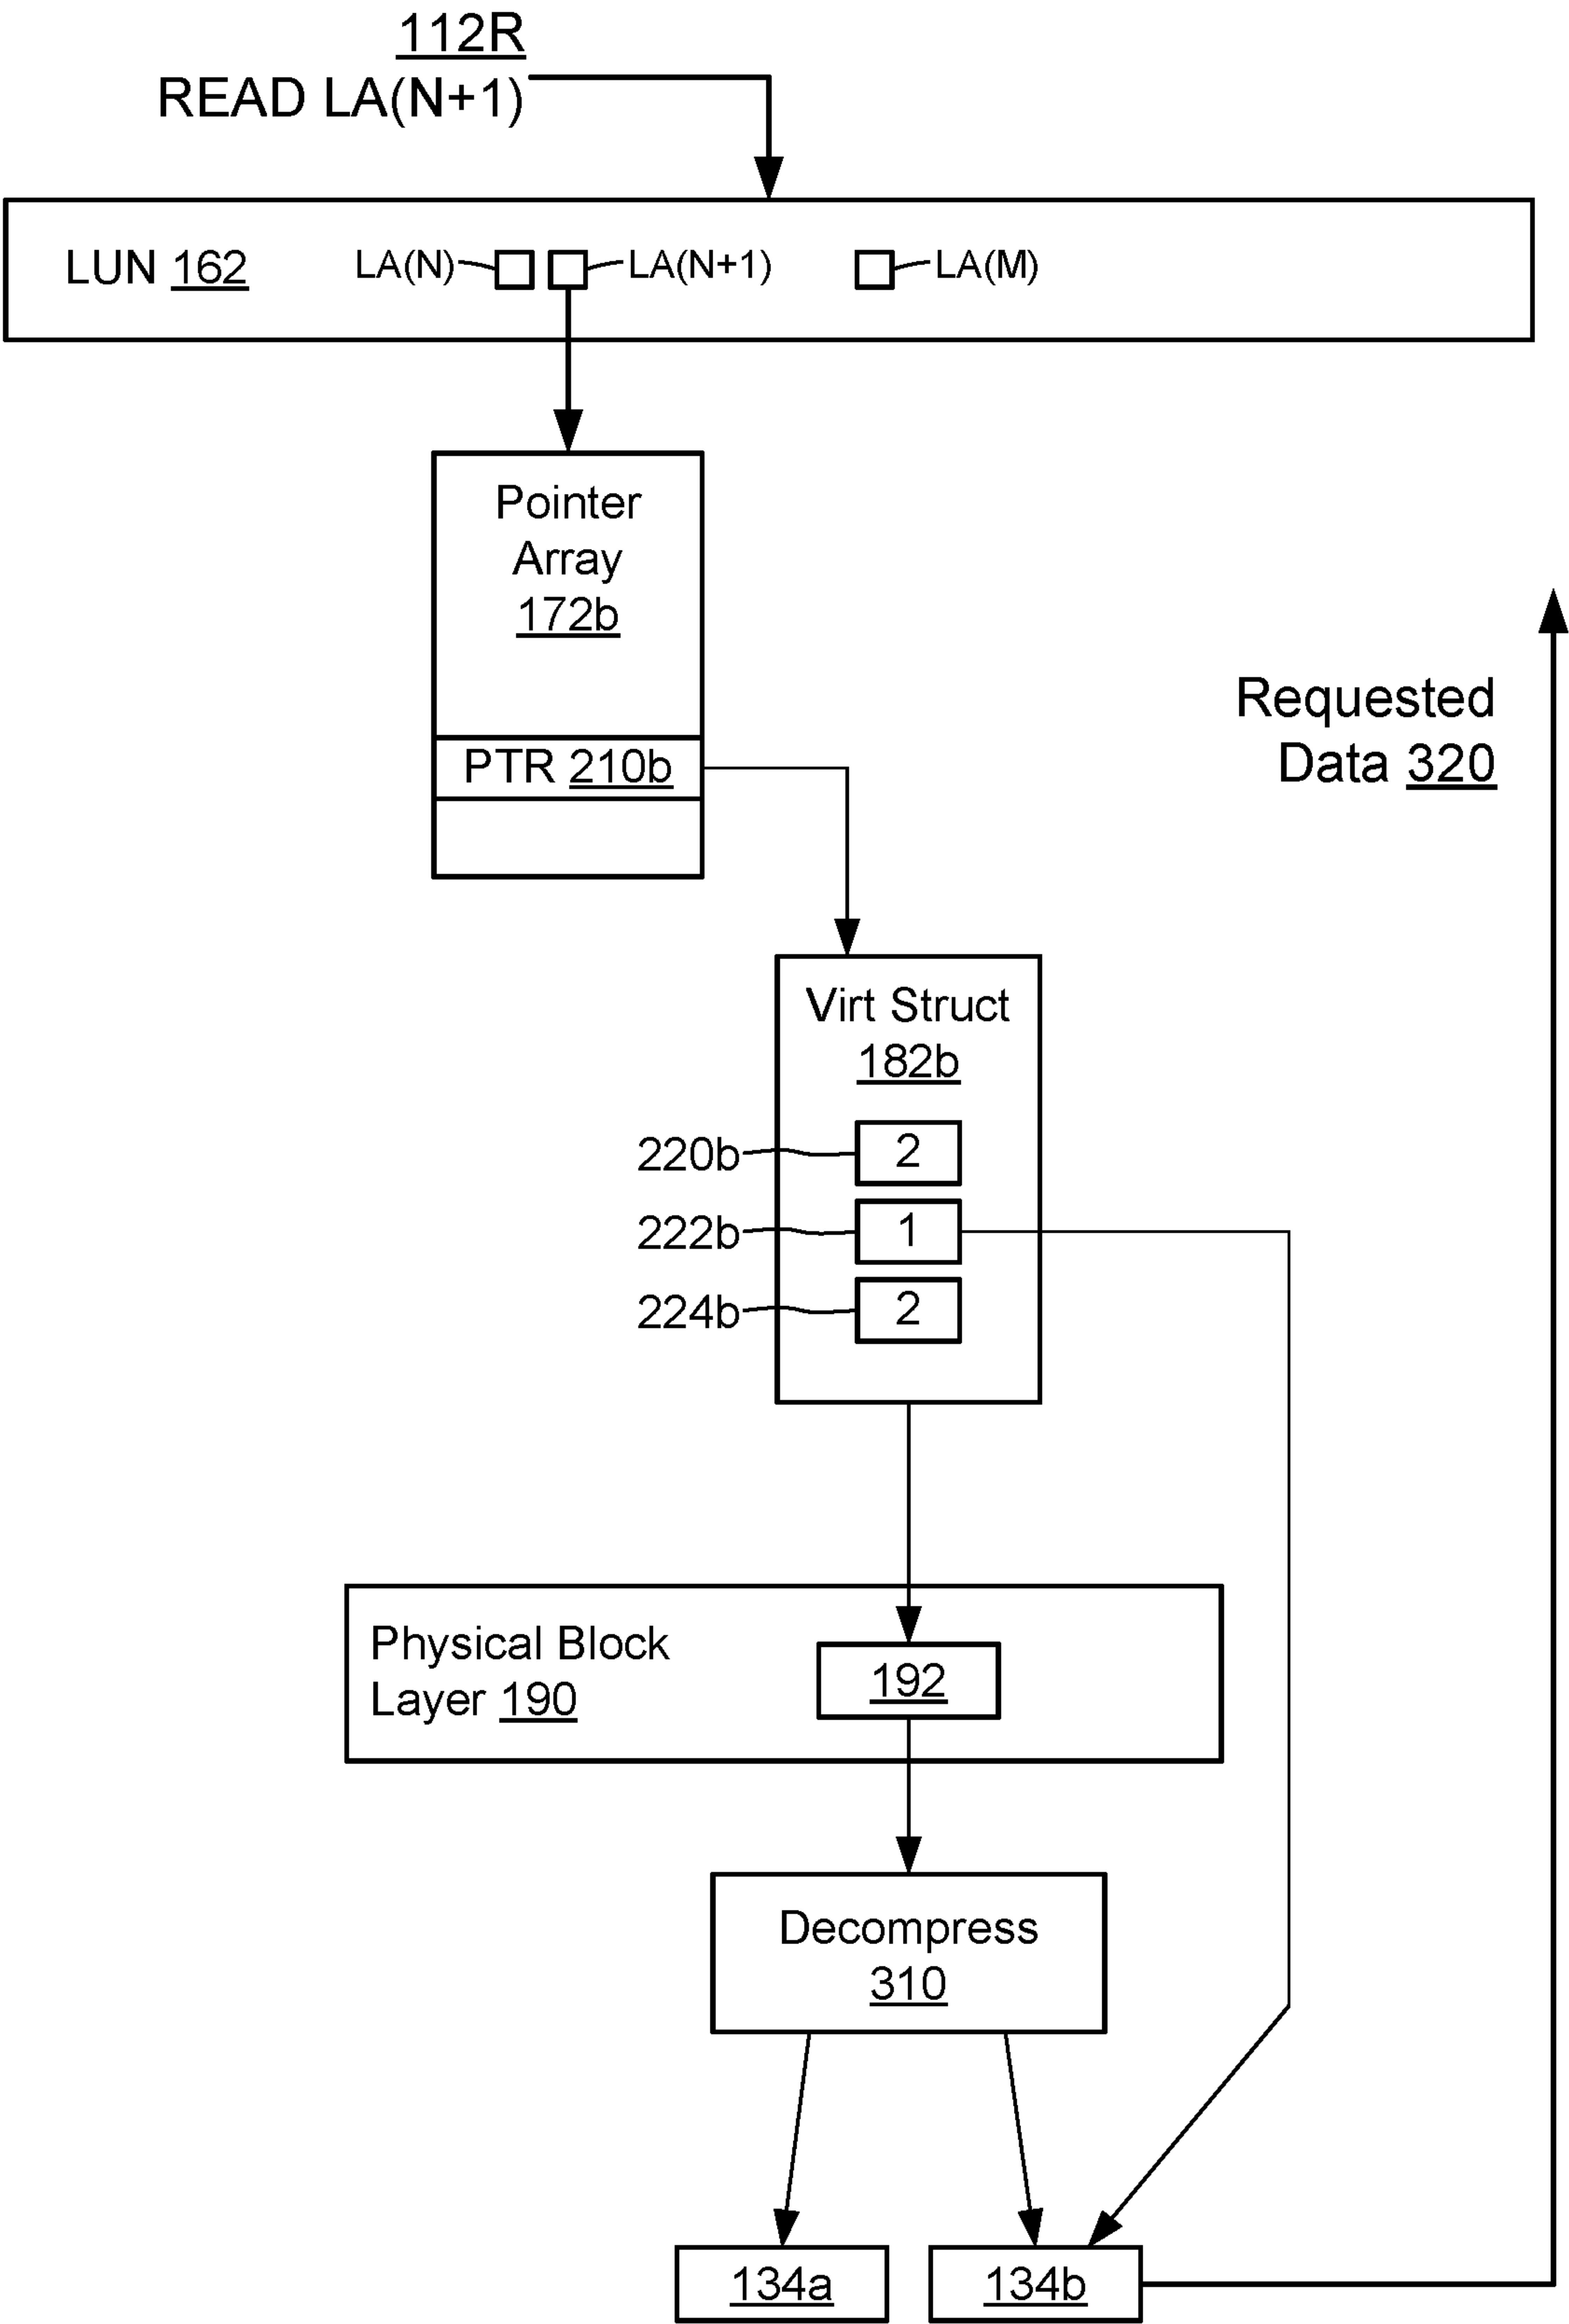 112R
READ LA(N+1)
LUN 162
LA(N)
LA(N+1)
LA(M)
Pointer
Array
172b
PTR 210b
Requested
Data 320
Virt Struct
182b
220b
2
222b
1
224b
2
Physical Block
Layer 190
192
Decompress
310
134a
134b